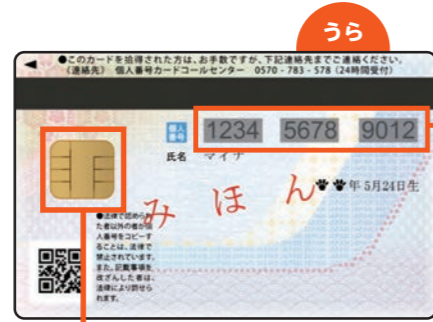 うら
●このカードを拾得された方は、お手数ですが、下記連絡先までご連絡ください。
(連絡先) 個人番号カードコールセンター 0570-783-578 (24時間受付)
個人番号 1234 5678 9012
氏名 マイナ
年 5月24日生
みほん
●法律で認められ
た者以外の者が個
人番号をコピーす
ることは、法律で
禁止されています。
また、記載事項を
改ざんした者は、
法律により罰せら
れます。